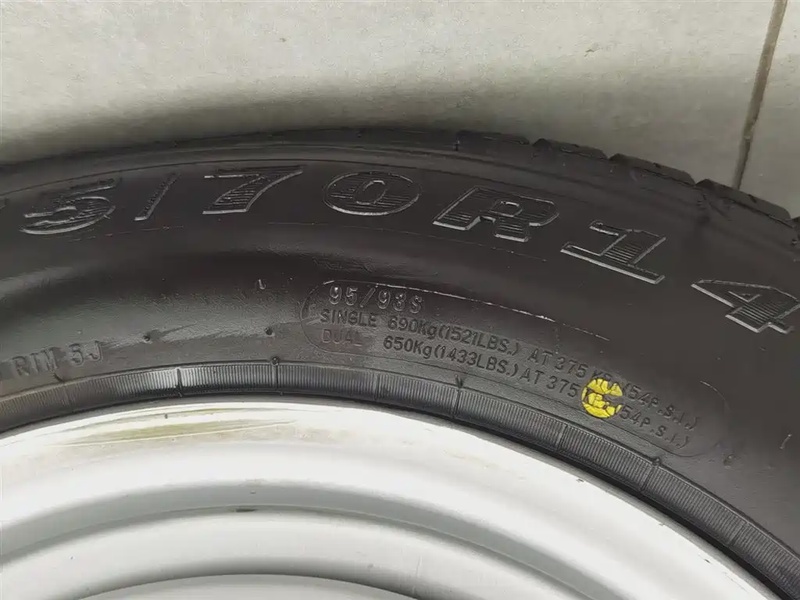 5/70R14
95/93S
SINGLE 690Kg(1521LBS.) AT 375 KPa (54P.S.I.)
DUAL 650Kg(1433LBS.) AT 375 (54P.S.I.)
RIM 5J